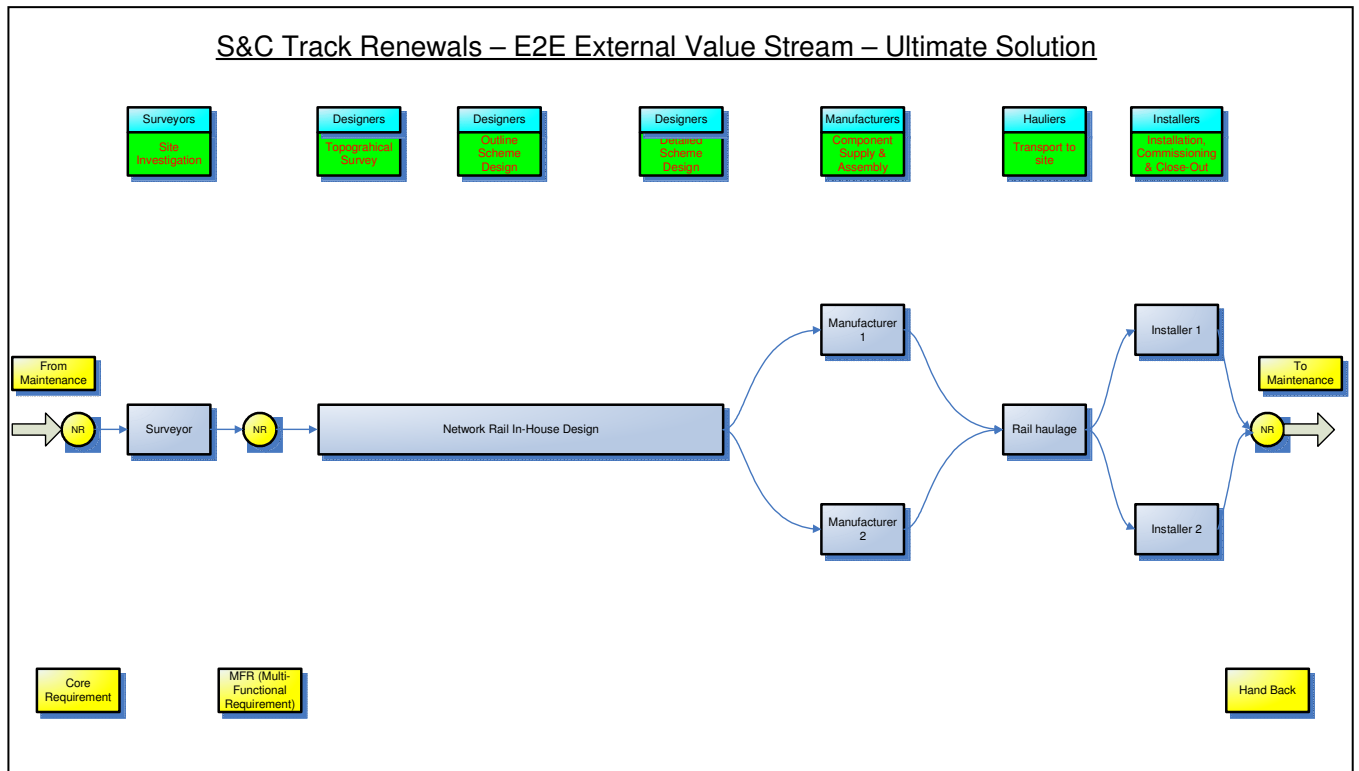 S&C Track Renewals – E2E External Value Stream – Ultimate Solution
Surveyors
Site
Investigation
Designers
Topograhical
Survey
Designers
Outline
Scheme
Design
Designers
Detailed
Scheme
Design
Manufacturers
Component
Supply &
Assembly
Hauliers
Transport to
site
Installers
Installation,
Commissioning
& Close-Out
From
Maintenance
NR
Surveyor
NR
Network Rail In-House Design
Manufacturer
1
Manufacturer
2
Rail haulage
Installer 1
Installer 2
To
Maintenance
NR
Core
Requirement
MFR (Multi-
Functional
Requirement)
Hand Back